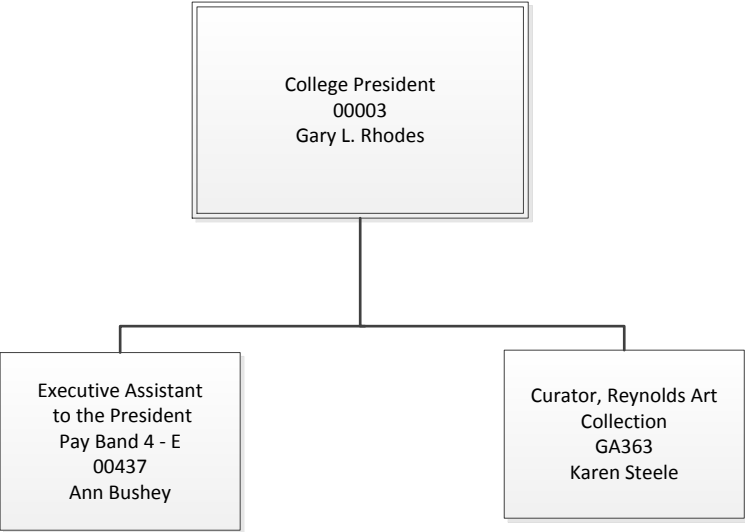 College President
00003
Gary L. Rhodes
Executive Assistant
to the President
Pay Band 4 - E
00437
Ann Bushey
Curator, Reynolds Art
Collection
GA363
Karen Steele